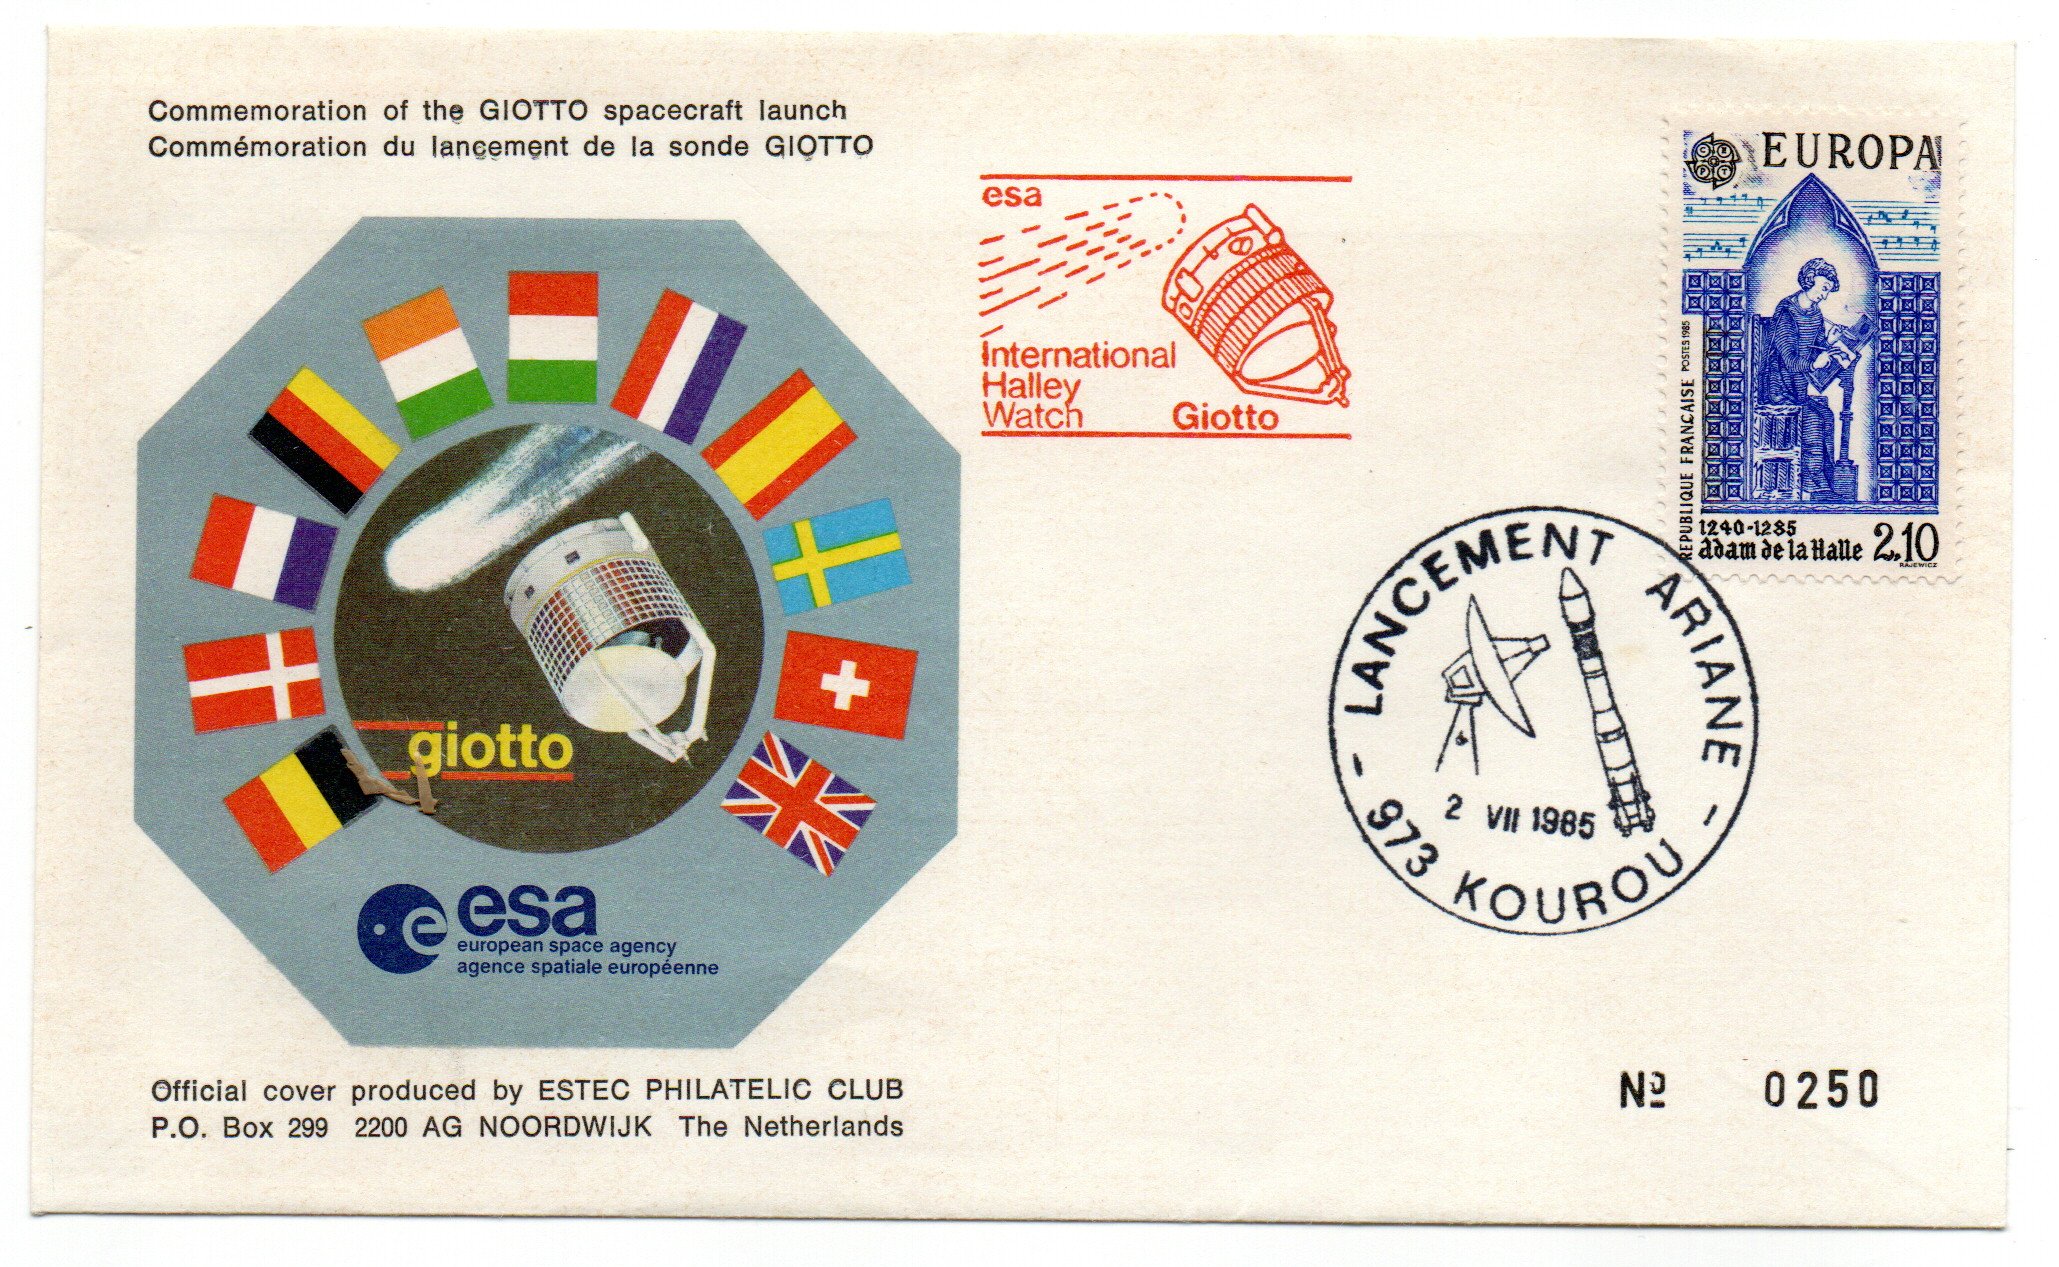 Commemoration of the GIOTTO spacecraft launch
Commémoration du lancement de la sonde GIOTTO
esa
International
Halley
Watch
Giotto
CEPT
EUROPA
REPUBLIQUE FRANÇAISE POSTES 1985
1240-1285
Adam de la Halle 2,10
RAJEWICZ
- LANCEMENT ARIANE -
2 VII 1985
973 KOUROU
giotto
e esa
european space agency
agence spatiale européenne
Official cover produced by ESTEC PHILATELIC CLUB
P.O. Box 299 2200 AG NOORDWIJK The Netherlands
Nº 0250